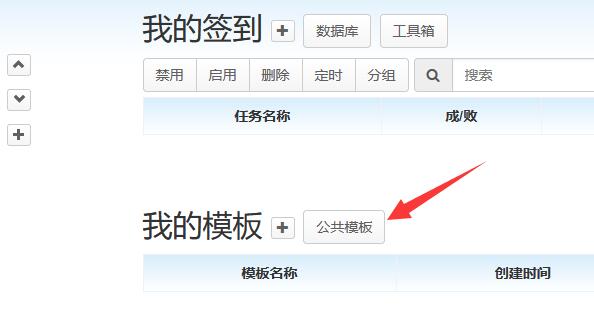 我的签到 数据库 工具箱
禁用 启用 删除 定时 分组 搜索
任务名称 成/败
我的模板 公共模板
模板名称 创建时间